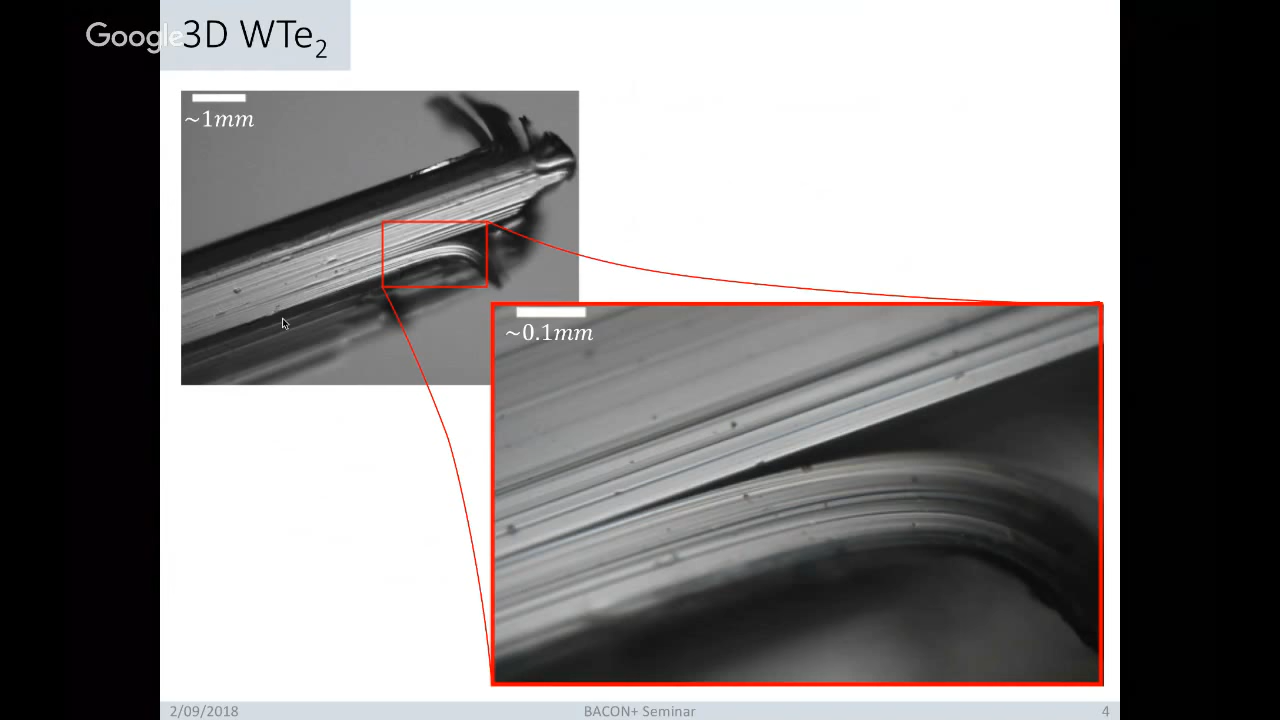 Google
3D WTe₂
~1mm
~0.1mm
2/09/2018
BACON+ Seminar
4